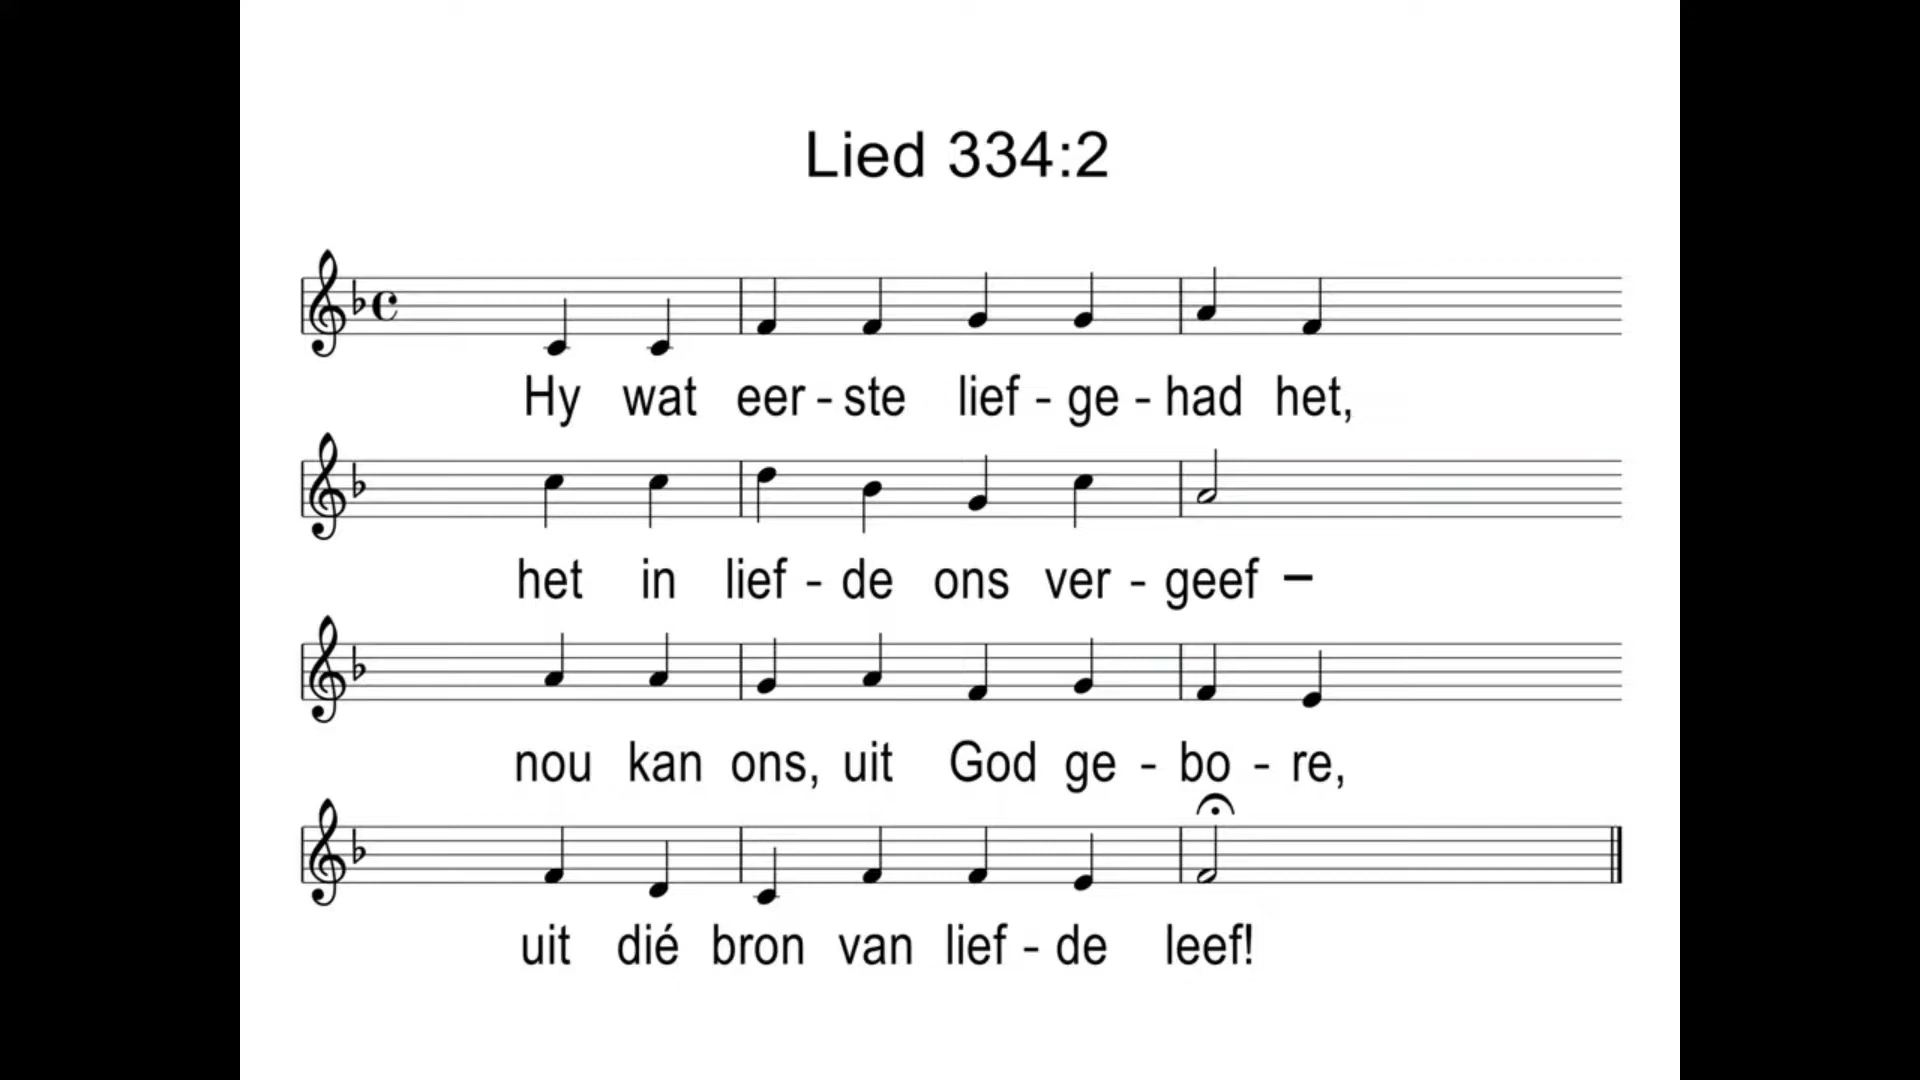 Lied 334:2
Hy wat eer - ste lief - ge - had het,
het in lief - de ons ver - geef –
nou kan ons, uit God ge - bo - re,
uit dié bron van lief - de leef!